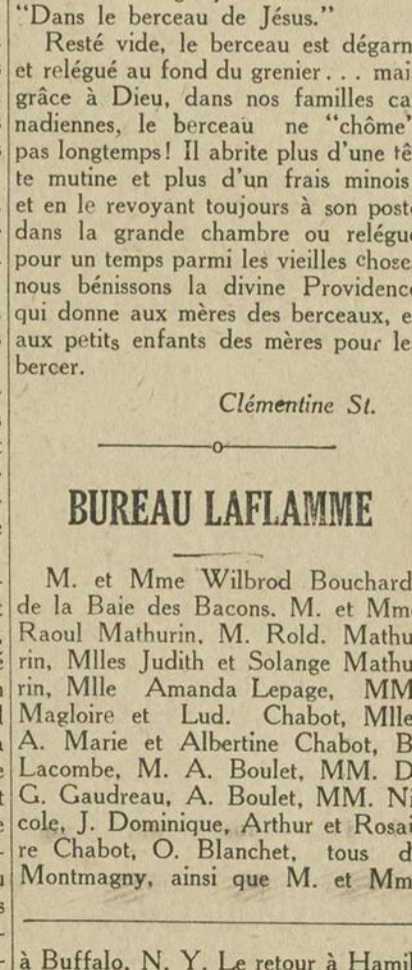 “Dans le berceau de Jésus.”
Resté vide, le berceau est dégarn
et relégué au fond du grenier. . . mai
grâce à Dieu, dans nos familles ca
nadiennes, le berceau ne “chôme”
pas longtemps! Il abrite plus d’une tê
te mutine et plus d’un frais minois
et en le revoyant toujours à son post
dans la grande chambre ou relégu
pour un temps parmi les vieilles chose
nous bénissons la divine Providenc
qui donne aux mères des berceaux, e
aux petits enfants des mères pour le
bercer.
Clémentine St.
BUREAU LAFLAMME
M. et Mme Wilbrod Bouchard
de la Baie des Bacons. M. et Mm
Raoul Mathurin, M. Rold. Mathu
rin, Mlles Judith et Solange Mathu
rin, Mlle Amanda Lepage, MM
Magloire et Lud. Chabot, Mlle
A. Marie et Albertine Chabot, B
Lacombe, M. A. Boulet, MM. D
G. Gaudreau, A. Boulet, MM. Ni
cole, J. Dominique, Arthur et Rosai
re Chabot, O. Blanchet, tous d
Montmagny, ainsi que M. et Mm
à Buffalo, N. Y. Le retour à Hamil